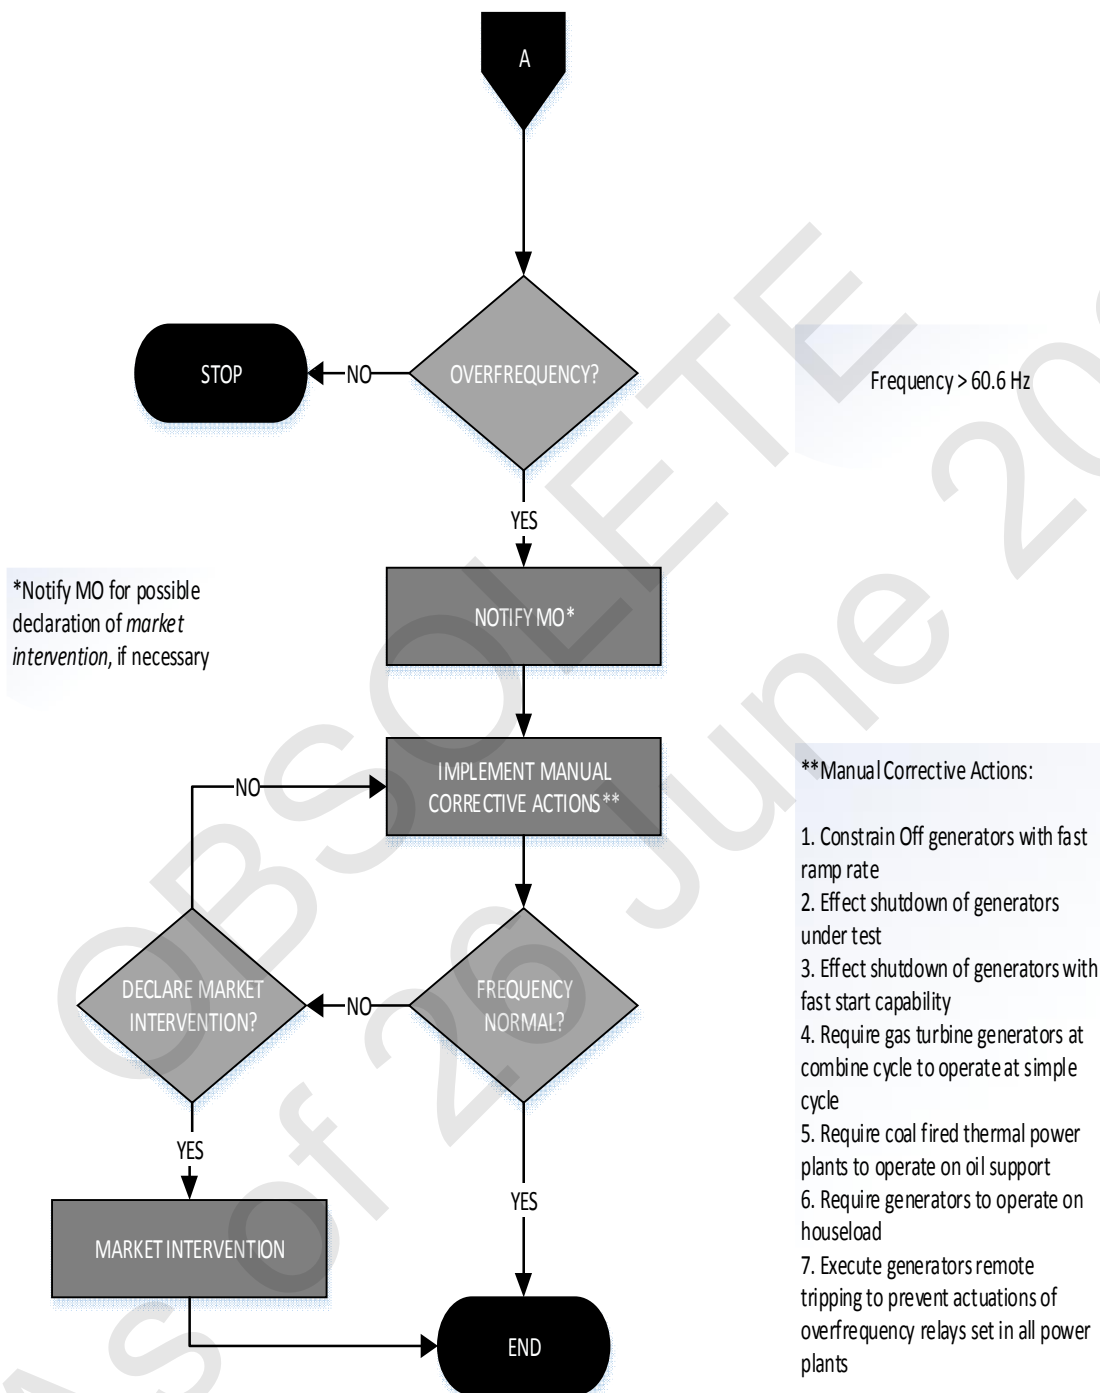 A
OVERFREQUENCY?
NO
STOP
Frequency > 60.6 Hz
YES
*Notify MO for possible
declaration of market
intervention, if necessary
NOTIFY MO*
IMPLEMENT MANUAL
CORRECTIVE ACTIONS**
NO
**Manual Corrective Actions:
1. Constrain Off generators with fast
ramp rate
2. Effect shutdown of generators
under test
3. Effect shutdown of generators with
fast start capability
4. Require gas turbine generators at
combine cycle to operate at simple
cycle
5. Require coal fired thermal power
plants to operate on oil support
6. Require generators to operate on
houseload
7. Execute generators remote
tripping to prevent actuations of
overfrequency relays set in all power
plants
DECLARE MARKET
INTERVENTION?
NO
FREQUENCY
NORMAL?
YES
YES
MARKET INTERVENTION
END
OBSOLETE
As of 26 June